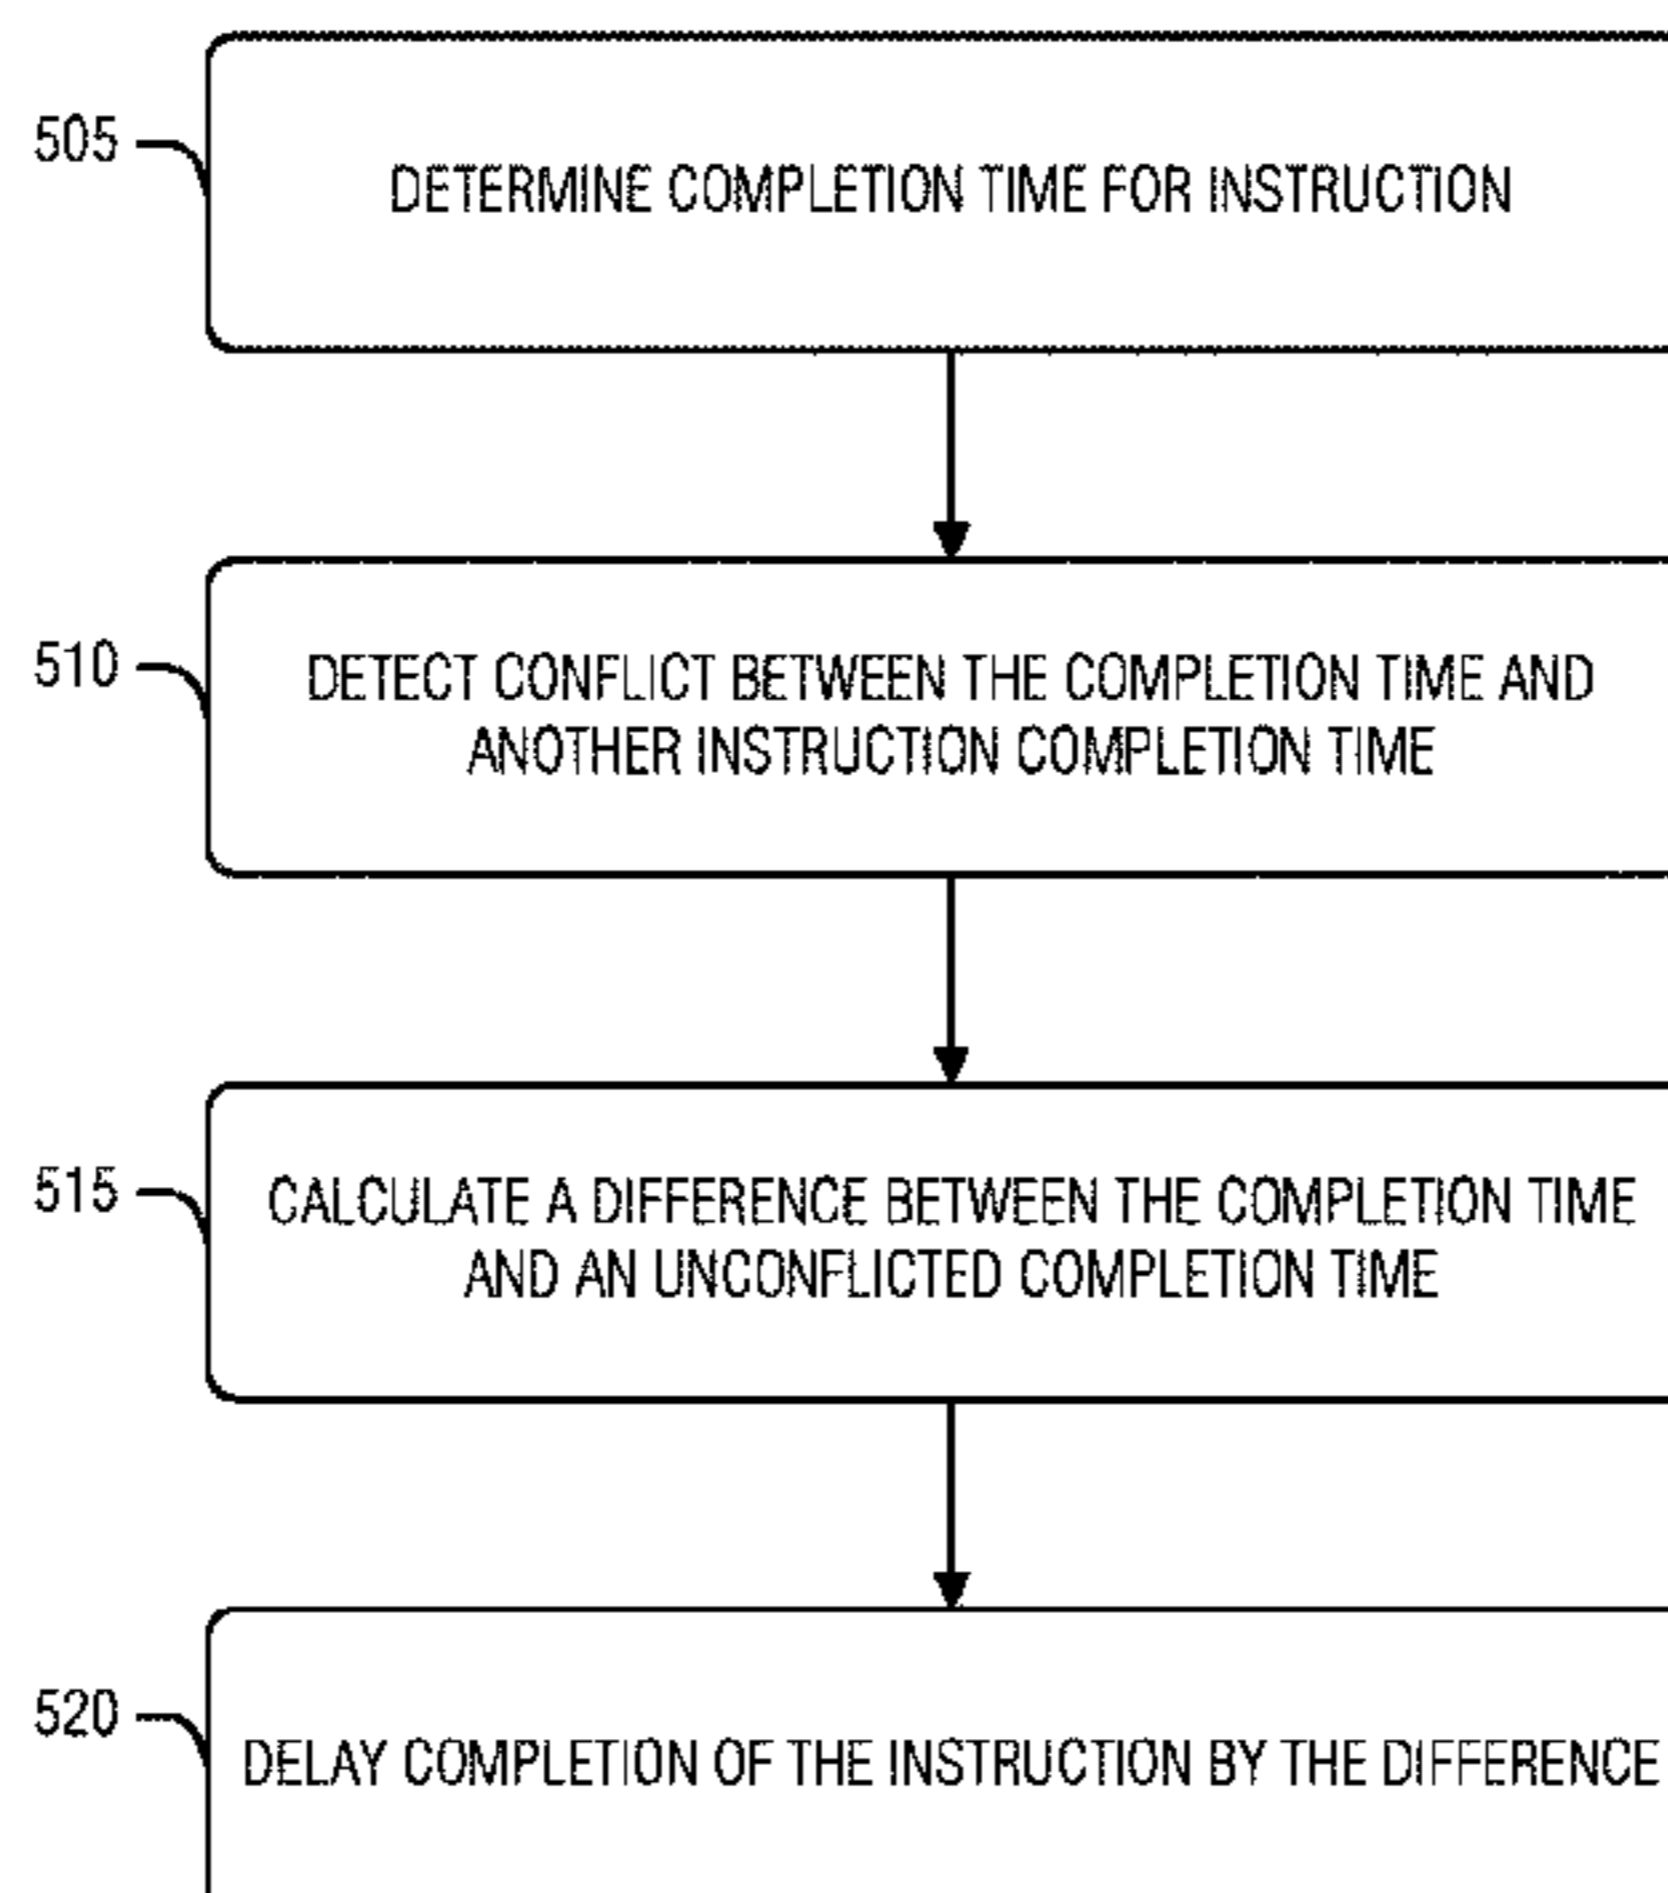 505
DETERMINE COMPLETION TIME FOR INSTRUCTION
510
DETECT CONFLICT BETWEEN THE COMPLETION TIME AND
ANOTHER INSTRUCTION COMPLETION TIME
515
CALCULATE A DIFFERENCE BETWEEN THE COMPLETION TIME
AND AN UNCONFLICTED COMPLETION TIME
520
DELAY COMPLETION OF THE INSTRUCTION BY THE DIFFERENCE